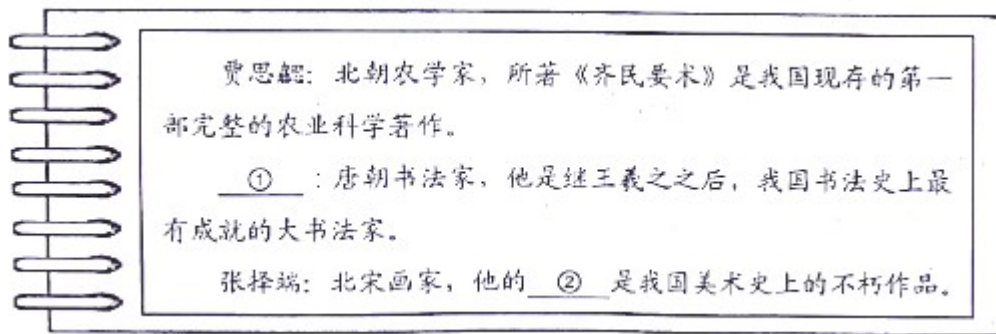 贾思勰：北朝农学家，所著《齐民要术》是我国现存的第一
部完整的农业科学著作。
①：唐朝书法家，他是继王羲之之后，我国书法史上最
有成就的大书法家。
张择端：北宋画家，他的②是我国美术史上的不朽作品。